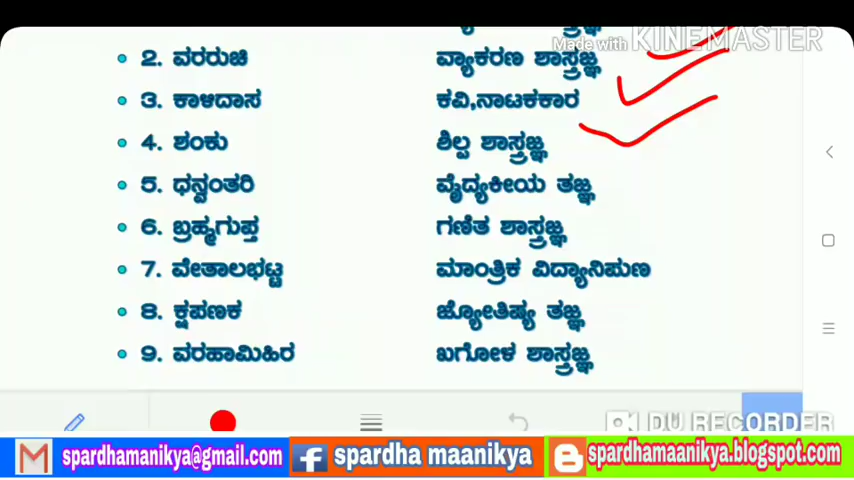 Made with KINEMASTER
2. ವರರುಚಿ ವ್ಯಾಕರಣ ಶಾಸ್ತ್ರಜ್ಞ
3. ಕಾಳಿದಾಸ ಕವಿ,ನಾಟಕಕಾರ
4. ಶಂಕು ಶಿಲ್ಪ ಶಾಸ್ತ್ರಜ್ಞ
5. ಧನ್ವಂತರಿ ವೈದ್ಯಕೀಯ ತಜ್ಞ
6. ಬ್ರಹ್ಮಗುಪ್ತ ಗಣಿತ ಶಾಸ್ತ್ರಜ್ಞ
7. ವೇತಾಲಭಟ್ಟ ಮಾಂತ್ರಿಕ ವಿದ್ಯಾನಿಪುಣ
8. ಕ್ಷಪಣಕ ಜ್ಯೋತಿಷ್ಯ ತಜ್ಞ
9. ವರಹಾಮಿಹಿರ ಖಗೋಳ ಶಾಸ್ತ್ರಜ್ಞ
DU RECORDER
spardhamanikya@gmail.com spardha maanikya spardhamaanikya.blogspot.com